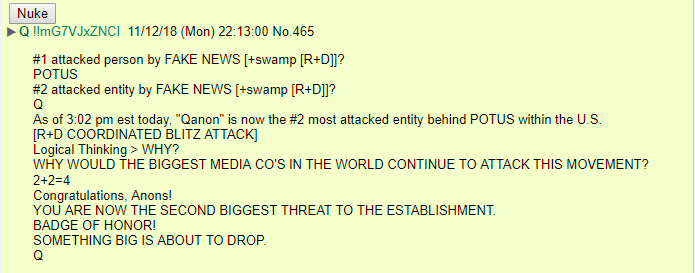 Nuke
▶ Q !!mG7VJxZNCI 11/12/18 (Mon) 22:13:00 No.465
#1 attacked person by FAKE NEWS [+swamp [R+D]]?
POTUS
#2 attacked entity by FAKE NEWS [+swamp [R+D]]?
Q
As of 3:02 pm est today, "Qanon" is now the #2 most attacked entity behind POTUS within the U.S.
[R+D COORDINATED BLITZ ATTACK]
Logical Thinking > WHY?
WHY WOULD THE BIGGEST MEDIA CO'S IN THE WORLD CONTINUE TO ATTACK THIS MOVEMENT?
2+2=4
Congratulations, Anons!
YOU ARE NOW THE SECOND BIGGEST THREAT TO THE ESTABLISHMENT.
BADGE OF HONOR!
SOMETHING BIG IS ABOUT TO DROP.
Q